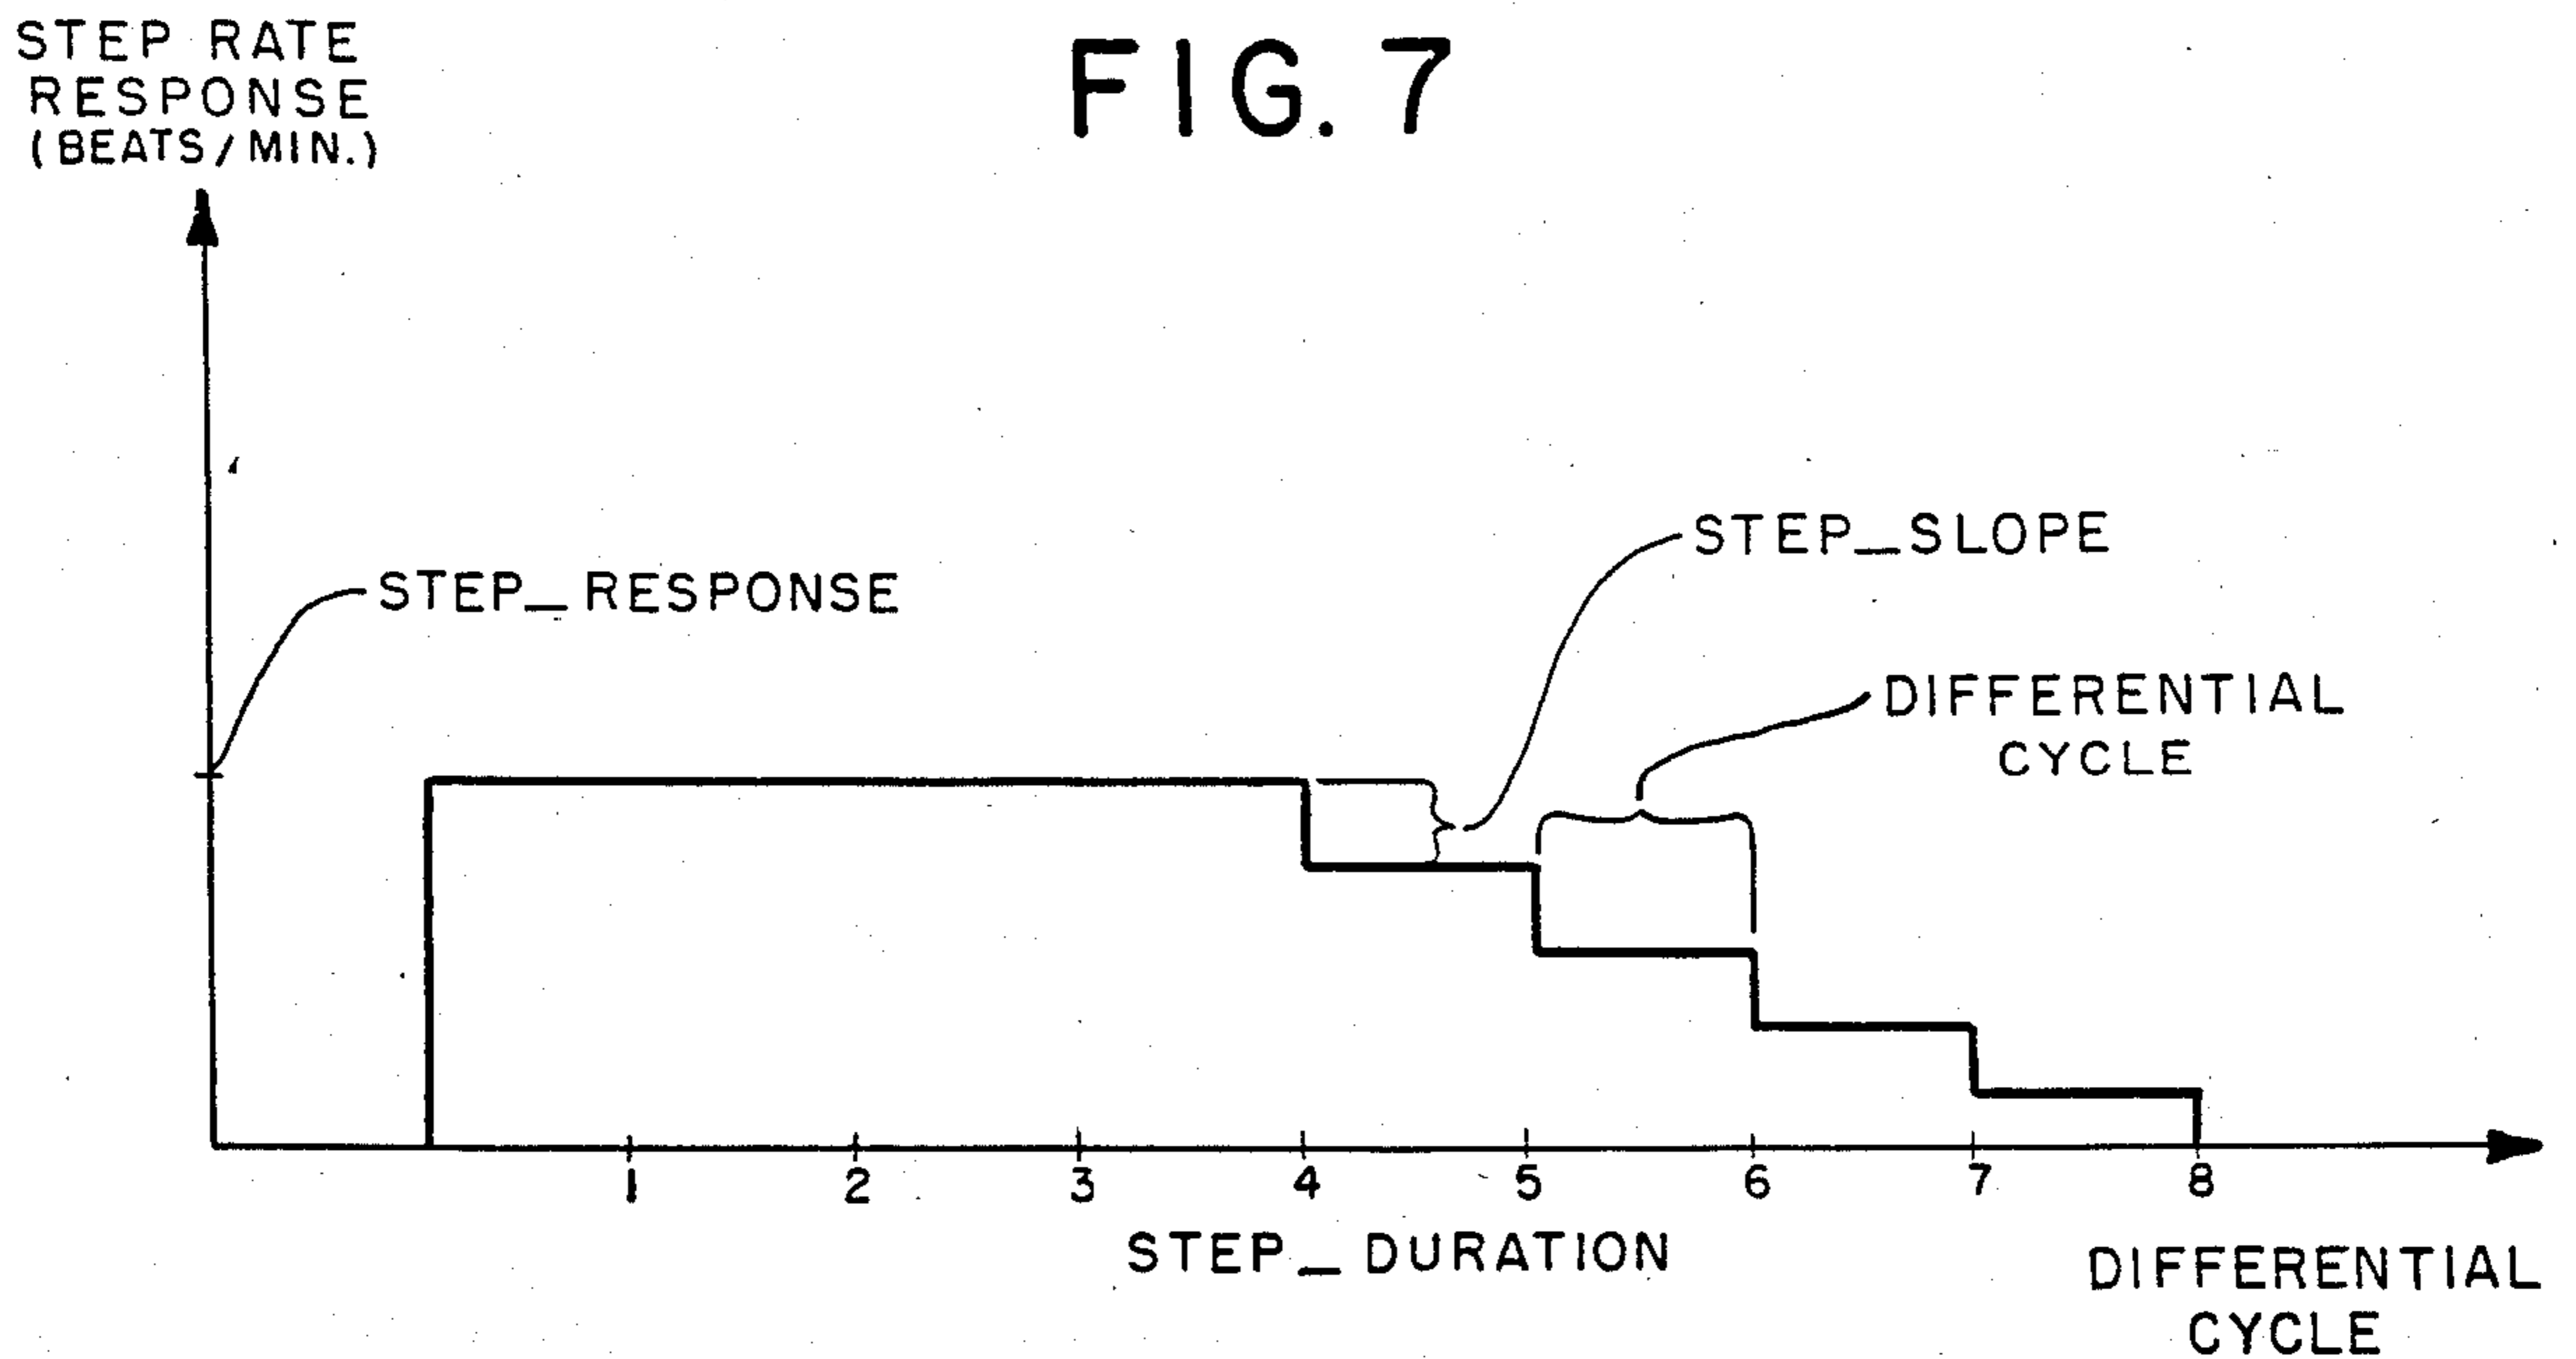 STEP RATE
RESPONSE
(BEATS/MIN.)
FIG. 7
STEP_SLOPE
STEP_RESPONSE
DIFFERENTIAL
CYCLE
1 2 3 4 5 6 7 8
STEP_DURATION
DIFFERENTIAL
CYCLE